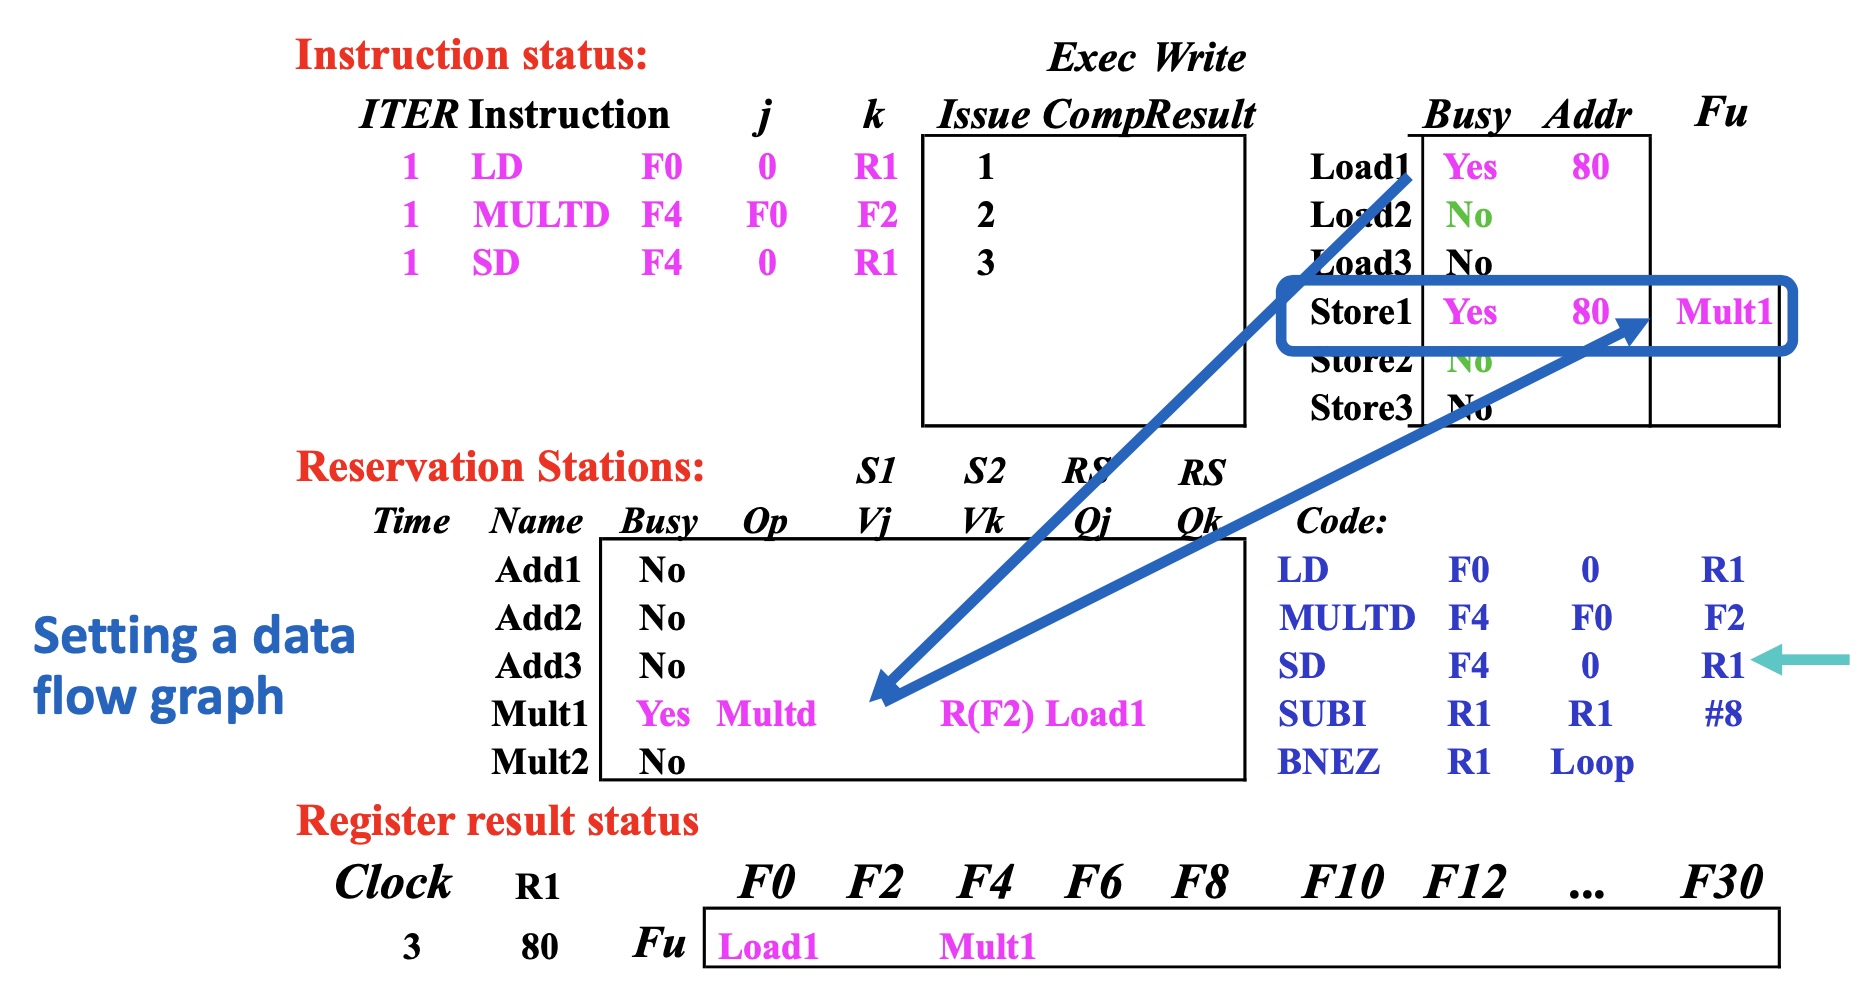 Instruction status:
Exec Write
ITER Instruction j k Issue Comp Result Busy Addr Fu
1 LD F0 0 R1 1 Load1 Yes 80
1 MULTD F4 F0 F2 2 Load2 No
1 SD F4 0 R1 3 Load3 No
Store1 Yes 80 Mult1
Store2 No
Store3 No
Reservation Stations: S1 S2 RS RS
Time Name Busy Op Vj Vk Qj Qk Code:
Add1 No LD F0 0 R1
Add2 No MULTD F4 F0 F2
Add3 No SD F4 0 R1
Mult1 Yes Multd R(F2) Load1 SUBI R1 R1 #8
Mult2 No BNEZ R1 Loop
Setting a data
flow graph
Register result status
Clock R1 F0 F2 F4 F6 F8 F10 F12 ... F30
3 80 Fu Load1 Mult1